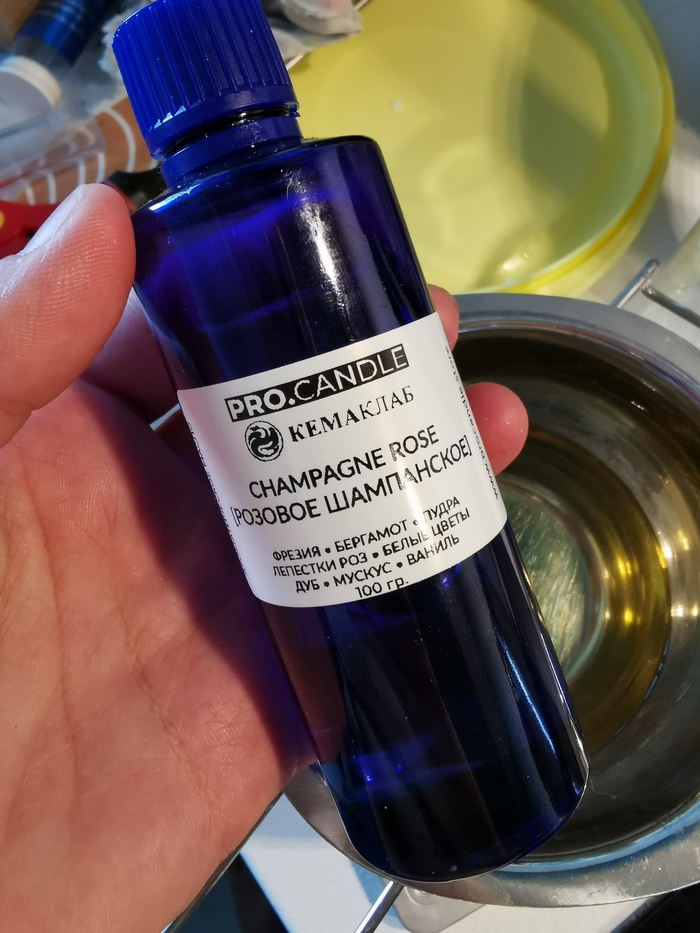 PRO.CANDLE
КЕМАКЛАБ
CHAMPAGNE ROSE
[РОЗОВОЕ ШАМПАНСКОЕ]
ФРЕЗИЯ • БЕРГАМОТ • ПУДРА
ЛЕПЕСТКИ РОЗ • БЕЛЫЕ ЦВЕТЫ
ДУБ • МУСКУС • ВАНИЛЬ
100 гр.